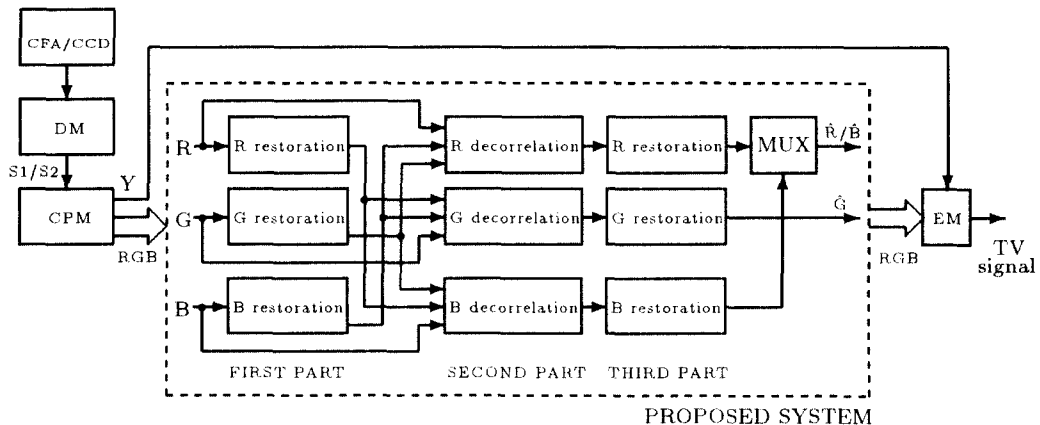 CFA/CCD
DM
S1/S2
Y
CPM
RGB
R
R restoration
R decorrelation
R restoration
MUX
R̂/B̂
G
G restoration
G decorrelation
G restoration
Ĝ
B
B restoration
B decorrelation
B restoration
RGB
EM
TV
signal
FIRST PART
SECOND PART
THIRD PART
PROPOSED SYSTEM